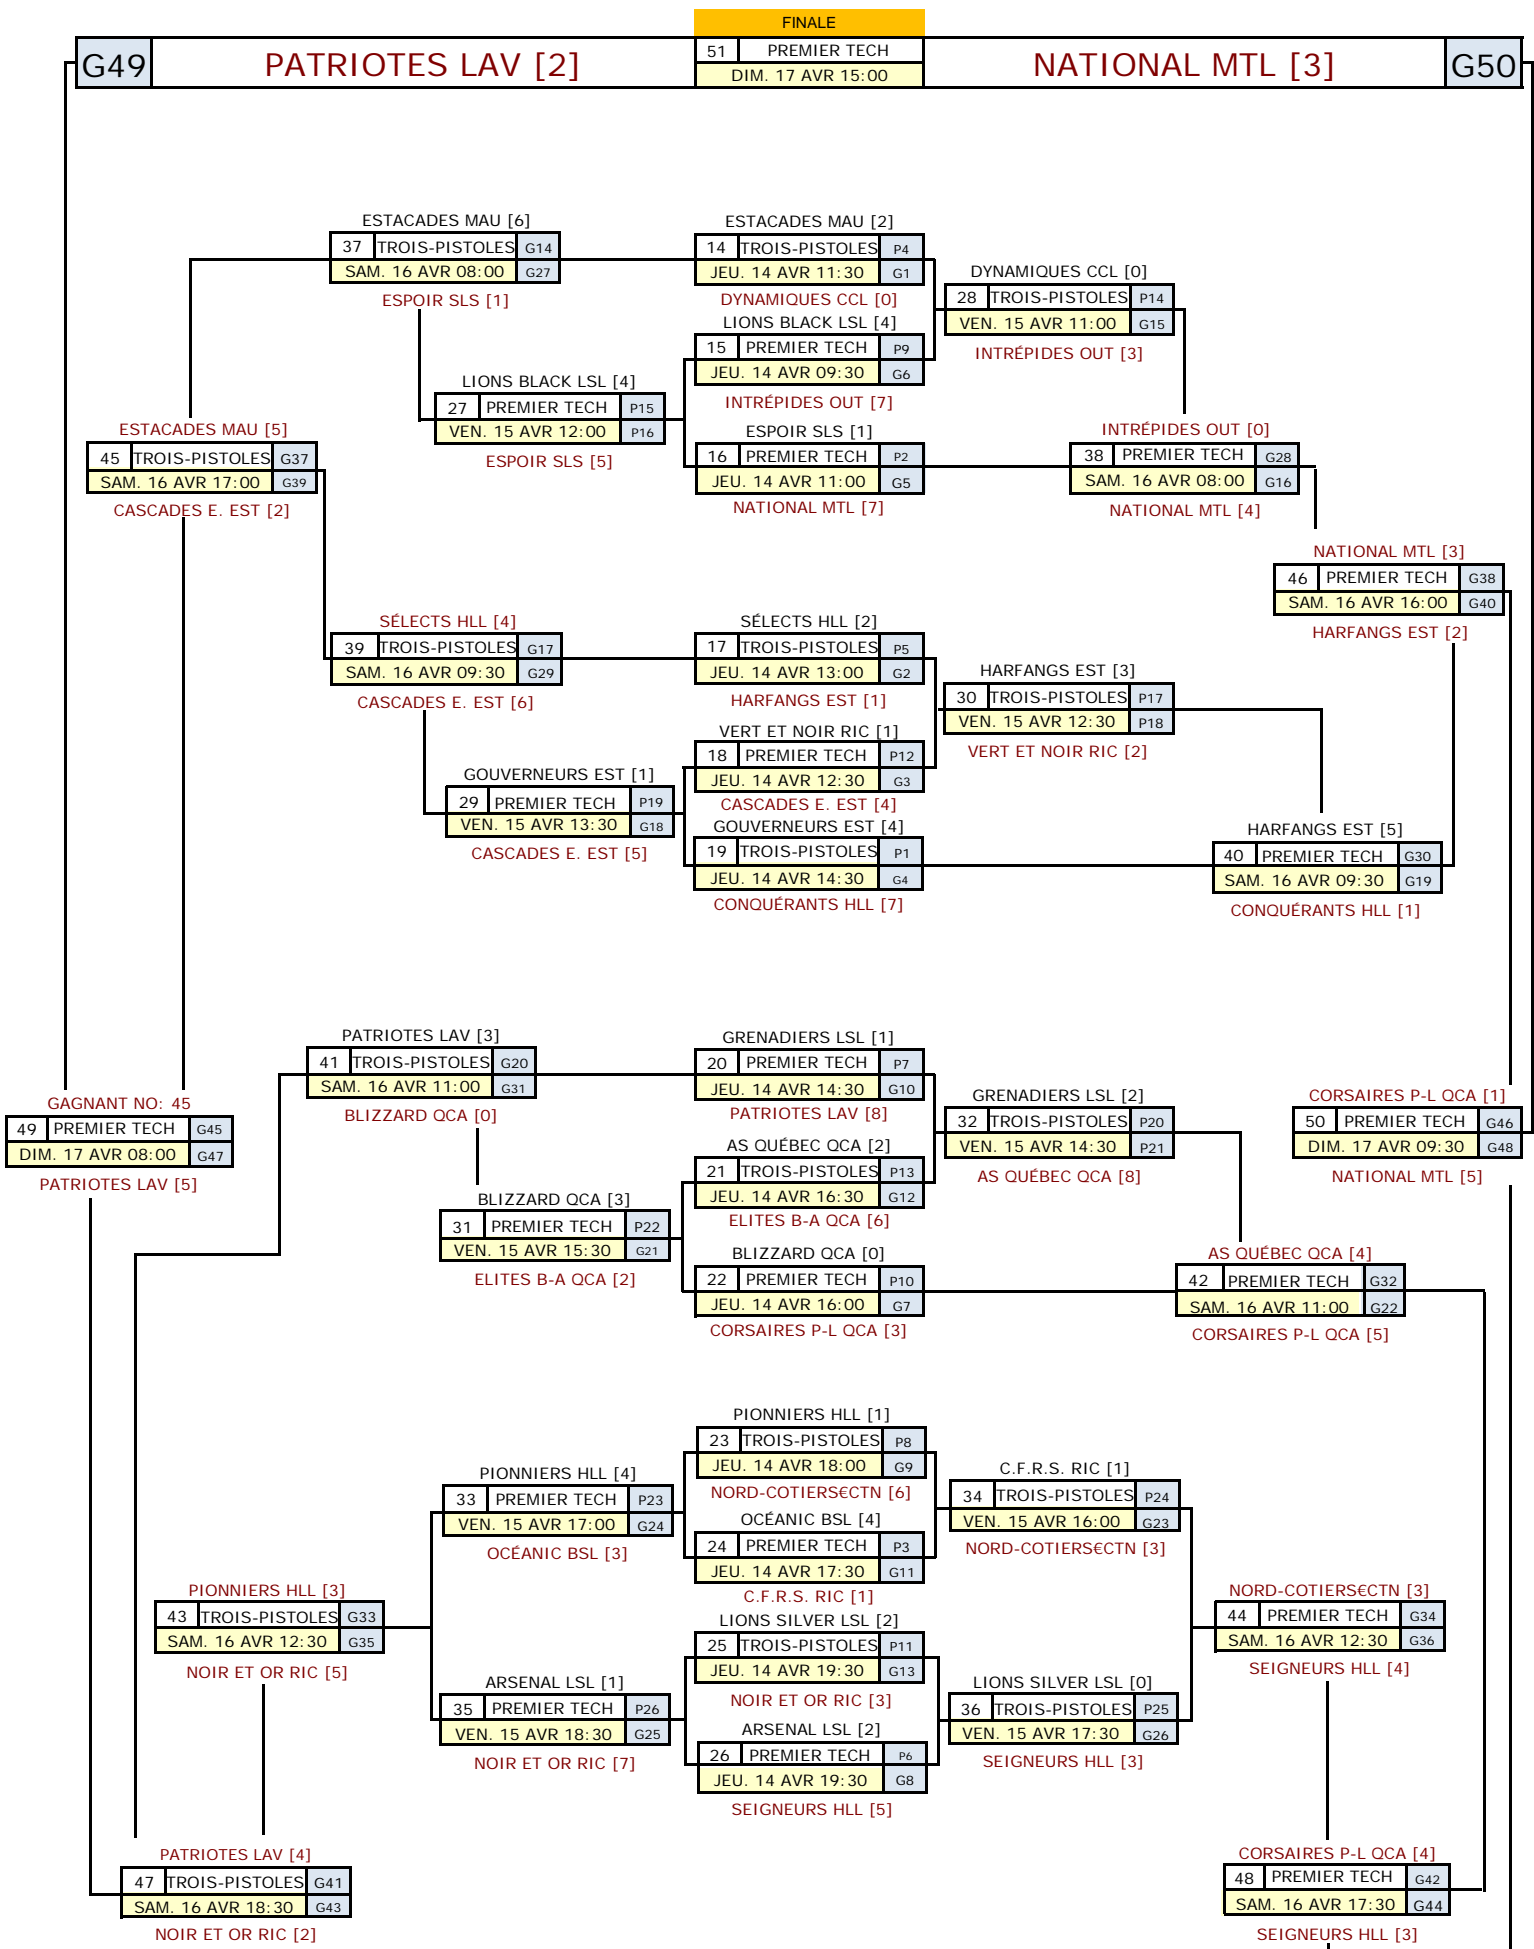 FINALE
G49 PATRIOTES LAV [2] 51 PREMIER TECH NATIONAL MTL [3] G50
DIM. 17 AVR 15:00
ESTACADES MAU [6]
37 TROIS-PISTOLES G14
SAM. 16 AVR 08:00 G27
ESPOIR SLS [1]
ESTACADES MAU [2]
14 TROIS-PISTOLES P4
JEU. 14 AVR 11:30 G1
DYNAMIQUES CCL [0]
DYNAMIQUES CCL [0]
28 TROIS-PISTOLES P14
VEN. 15 AVR 11:00 G15
INTRÉPIDES OUT [3]
LIONS BLACK LSL [4]
15 PREMIER TECH P9
JEU. 14 AVR 09:30 G6
INTRÉPIDES OUT [7]
LIONS BLACK LSL [4]
27 PREMIER TECH P15
VEN. 15 AVR 12:00 P16
ESPOIR SLS [5]
ESTACADES MAU [5]
45 TROIS-PISTOLES G37
SAM. 16 AVR 17:00 G39
CASCADES E. EST [2]
ESPOIR SLS [1]
16 PREMIER TECH P2
JEU. 14 AVR 11:00 G5
NATIONAL MTL [7]
INTRÉPIDES OUT [0]
38 PREMIER TECH G28
SAM. 16 AVR 08:00 G16
NATIONAL MTL [4]
NATIONAL MTL [3]
46 PREMIER TECH G38
SAM. 16 AVR 16:00 G40
HARFANGS EST [2]
SÉLECTS HLL [4]
39 TROIS-PISTOLES G17
SAM. 16 AVR 09:30 G29
CASCADES E. EST [6]
SÉLECTS HLL [2]
17 TROIS-PISTOLES P5
JEU. 14 AVR 13:00 G2
HARFANGS EST [1]
HARFANGS EST [3]
30 TROIS-PISTOLES P17
VEN. 15 AVR 12:30 P18
VERT ET NOIR RIC [2]
VERT ET NOIR RIC [1]
18 PREMIER TECH P12
JEU. 14 AVR 12:30 G3
CASCADES E. EST [4]
GOUVERNEURS EST [1]
29 PREMIER TECH P19
VEN. 15 AVR 13:30 G18
CASCADES E. EST [5]
GOUVERNEURS EST [4]
19 TROIS-PISTOLES P1
JEU. 14 AVR 14:30 G4
CONQUÉRANTS HLL [7]
HARFANGS EST [5]
40 PREMIER TECH G30
SAM. 16 AVR 09:30 G19
CONQUÉRANTS HLL [1]
PATRIOTES LAV [3]
41 TROIS-PISTOLES G20
SAM. 16 AVR 11:00 G31
BLIZZARD QCA [0]
GRENADIERS LSL [1]
20 PREMIER TECH P7
JEU. 14 AVR 14:30 G10
PATRIOTES LAV [8]
GAGNANT NO: 45
49 PREMIER TECH G45
DIM. 17 AVR 08:00 G47
PATRIOTES LAV [5]
GRENADIERS LSL [2]
32 TROIS-PISTOLES P20
VEN. 15 AVR 14:30 P21
AS QUÉBEC QCA [8]
CORSAIRES P-L QCA [1]
50 PREMIER TECH G46
DIM. 17 AVR 09:30 G48
NATIONAL MTL [5]
AS QUÉBEC QCA [2]
21 TROIS-PISTOLES P13
JEU. 14 AVR 16:30 G12
ELITES B-A QCA [6]
BLIZZARD QCA [3]
31 PREMIER TECH P22
VEN. 15 AVR 15:30 G21
ELITES B-A QCA [2]
BLIZZARD QCA [0]
22 PREMIER TECH P10
JEU. 14 AVR 16:00 G7
CORSAIRES P-L QCA [3]
AS QUÉBEC QCA [4]
42 PREMIER TECH G32
SAM. 16 AVR 11:00 G22
CORSAIRES P-L QCA [5]
PIONNIERS HLL [1]
23 TROIS-PISTOLES P8
JEU. 14 AVR 18:00 G9
NORD-COTIERS€CTN [6]
PIONNIERS HLL [4]
33 PREMIER TECH P23
VEN. 15 AVR 17:00 G24
OCÉANIC BSL [3]
C.F.R.S. RIC [1]
34 TROIS-PISTOLES P24
VEN. 15 AVR 16:00 G23
NORD-COTIERS€CTN [3]
OCÉANIC BSL [4]
24 PREMIER TECH P3
JEU. 14 AVR 17:30 G11
C.F.R.S. RIC [1]
PIONNIERS HLL [3]
43 TROIS-PISTOLES G33
SAM. 16 AVR 12:30 G35
NOIR ET OR RIC [5]
NORD-COTIERS€CTN [3]
44 PREMIER TECH G34
SAM. 16 AVR 12:30 G36
SEIGNEURS HLL [4]
LIONS SILVER LSL [2]
25 TROIS-PISTOLES P11
JEU. 14 AVR 19:30 G13
NOIR ET OR RIC [3]
ARSENAL LSL [1]
35 PREMIER TECH P26
VEN. 15 AVR 18:30 G25
NOIR ET OR RIC [7]
LIONS SILVER LSL [0]
36 TROIS-PISTOLES P25
VEN. 15 AVR 17:30 G26
SEIGNEURS HLL [3]
ARSENAL LSL [2]
26 PREMIER TECH P6
JEU. 14 AVR 19:30 G8
SEIGNEURS HLL [5]
PATRIOTES LAV [4]
47 TROIS-PISTOLES G41
SAM. 16 AVR 18:30 G43
NOIR ET OR RIC [2]
CORSAIRES P-L QCA [4]
48 PREMIER TECH G42
SAM. 16 AVR 17:30 G44
SEIGNEURS HLL [3]